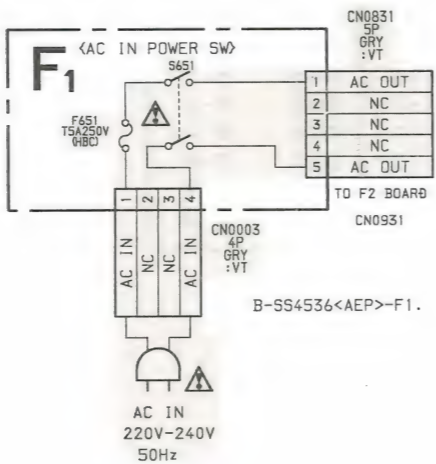 F1
<AC IN POWER SW>
S651
F651
T5A250V
(HBC)
CN0831
5P
GRY
:VT
1 AC OUT
2 NC
3 NC
4 NC
5 AC OUT
TO F2 BOARD
CN0931
1 2 3 4
AC IN NC NC AC IN
CN0003
4P
GRY
:VT
B-SS4536<AEP>-F1.
AC IN
220V-240V
50Hz